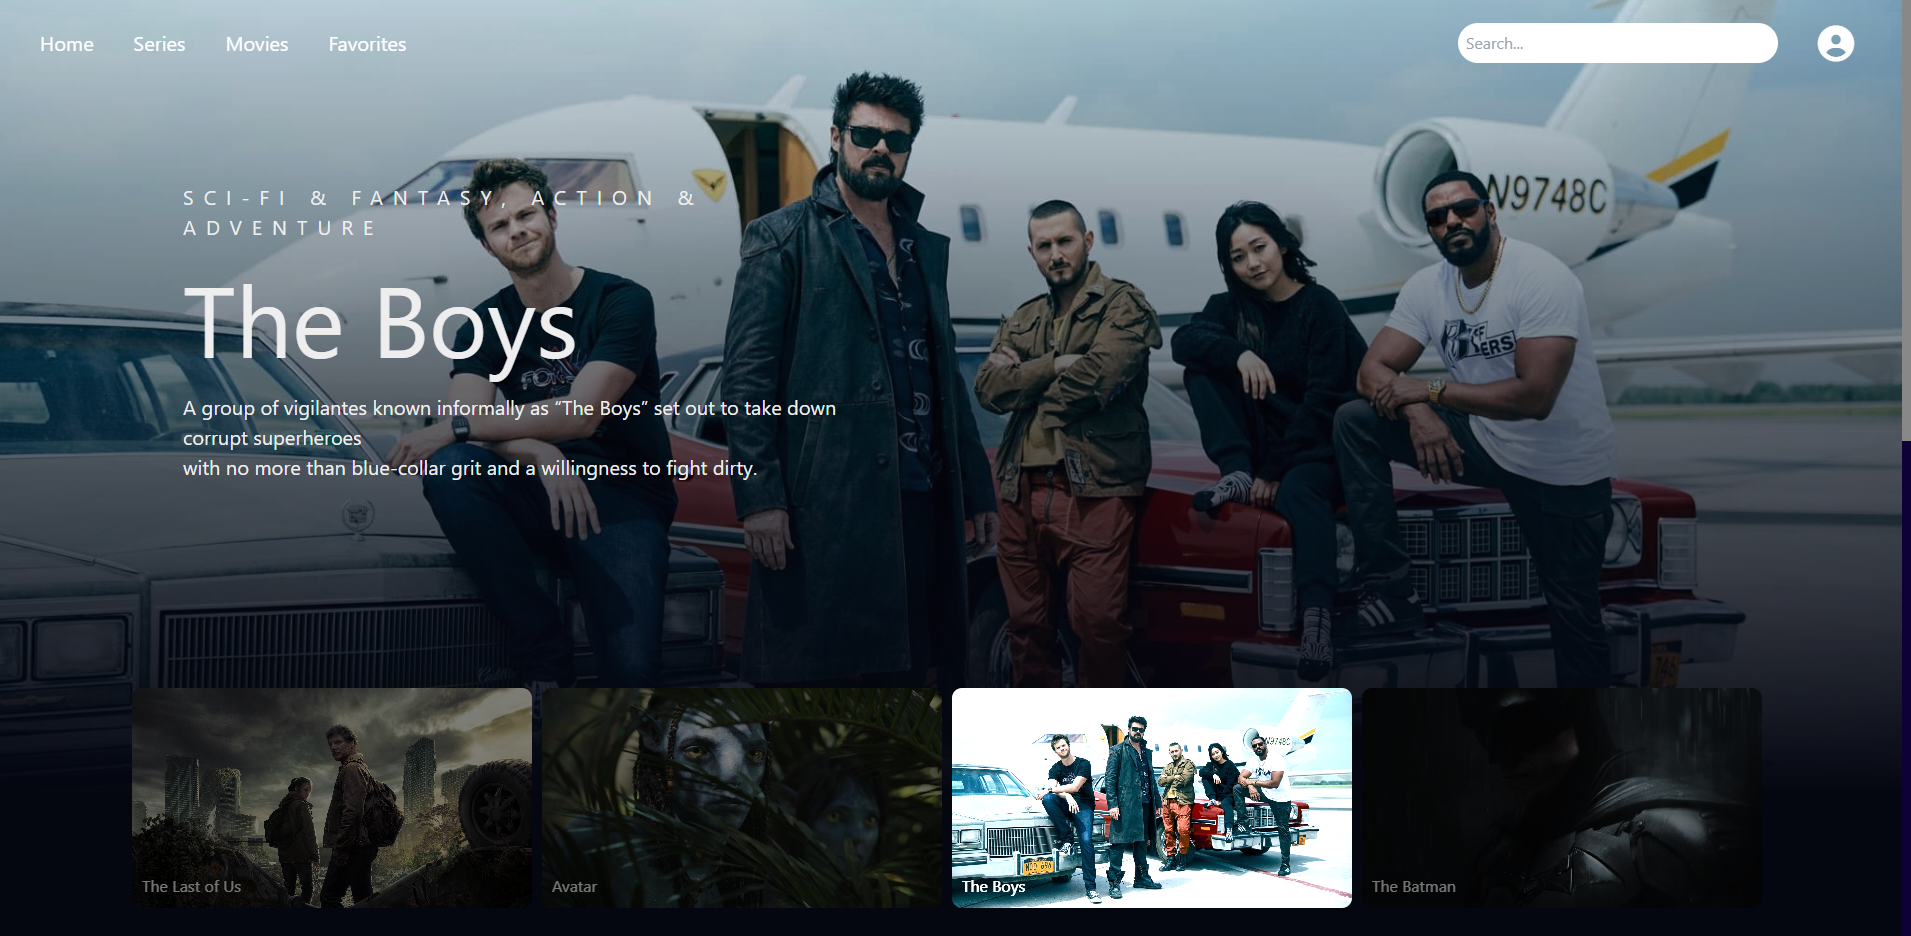 Home Series Movies Favorites Search...
SCI-FI & FANTASY, ACTION &
ADVENTURE
N9748C
The Boys
A group of vigilantes known informally as “The Boys” set out to take down
corrupt superheroes
with no more than blue-collar grit and a willingness to fight dirty.
N9748C
The Last of Us
Avatar
The Boys
The Batman